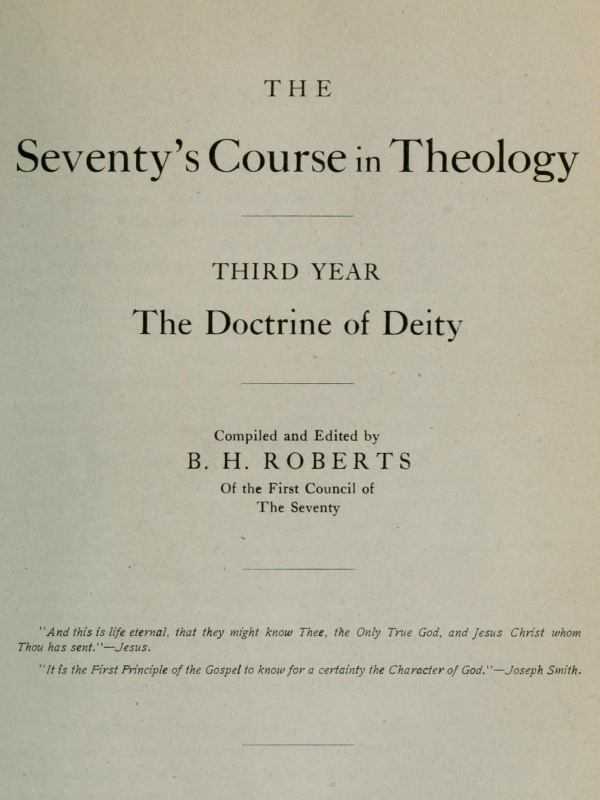 THE
Seventy's Course in Theology
THIRD YEAR
The Doctrine of Deity
Compiled and Edited by
B. H. ROBERTS
Of the First Council of
The Seventy
"And this is life eternal, that they might know Thee, the Only True God, and Jesus Christ whom
Thou has sent."—Jesus.
"It is the First Principle of the Gospel to know for a certainty the Character of God."—Joseph Smith.